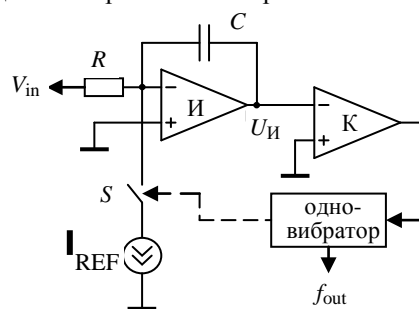 C
R
V_in
И
U_И
К
S
I_REF
одно-
вибратор
f_out